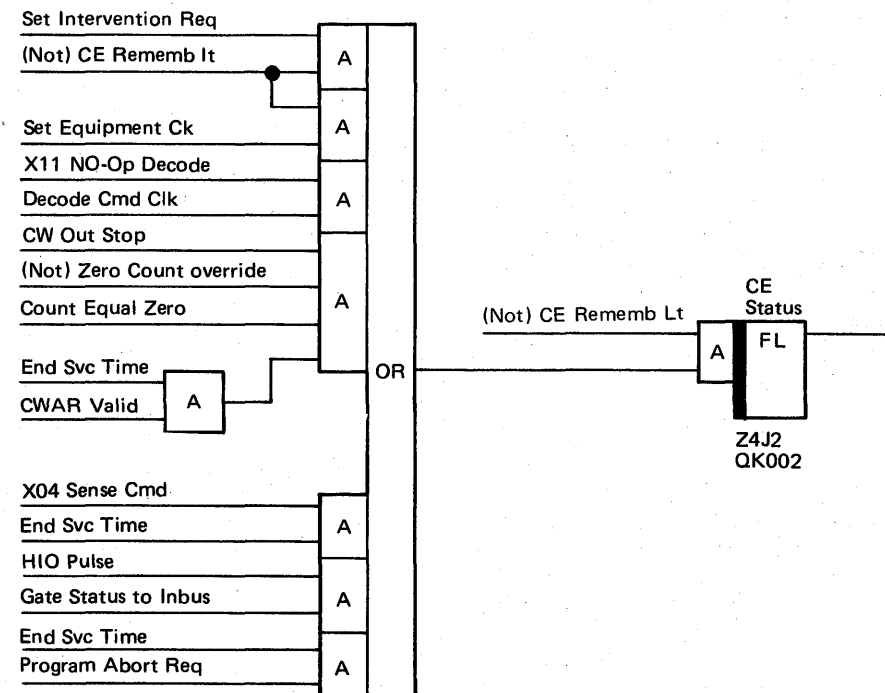 Set Intervention Req
(Not) CE Rememb It
A
A
Set Equipment Ck
X11 NO-Op Decode
Decode Cmd Clk
A
CW Out Stop
(Not) Zero Count override
Count Equal Zero
A
End Svc Time
CWAR Valid
A
OR
(Not) CE Rememb Lt
A
CE
Status
FL
Z4J2
QK002
X04 Sense Cmd
End Svc Time
A
HIO Pulse
Gate Status to Inbus
A
End Svc Time
Program Abort Req
A